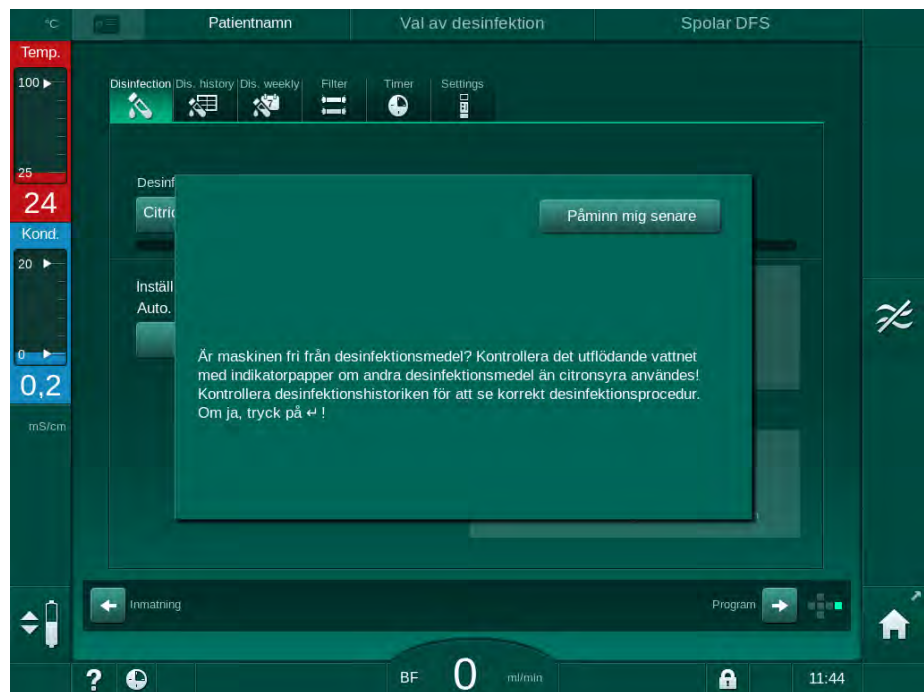 °C
Patientnamn
Val av desinfektion
Spolar DFS
Temp.
100
25
24
Kond.
20
0
0,2
mS/cm
Disinfection
Dis. history
Dis. weekly
Filter
Timer
Settings
Desinf
Citric
Inställ
Auto.
Påminn mig senare
Är maskinen fri från desinfektionsmedel? Kontrollera det utflödande vattnet
med indikatorpapper om andra desinfektionsmedel än citronsyra användes!
Kontrollera desinfektionshistoriken för att se korrekt desinfektionsprocedur.
Om ja, tryck på ↵ !
Inmatning
Program
?
BF
0
ml/min
11:44